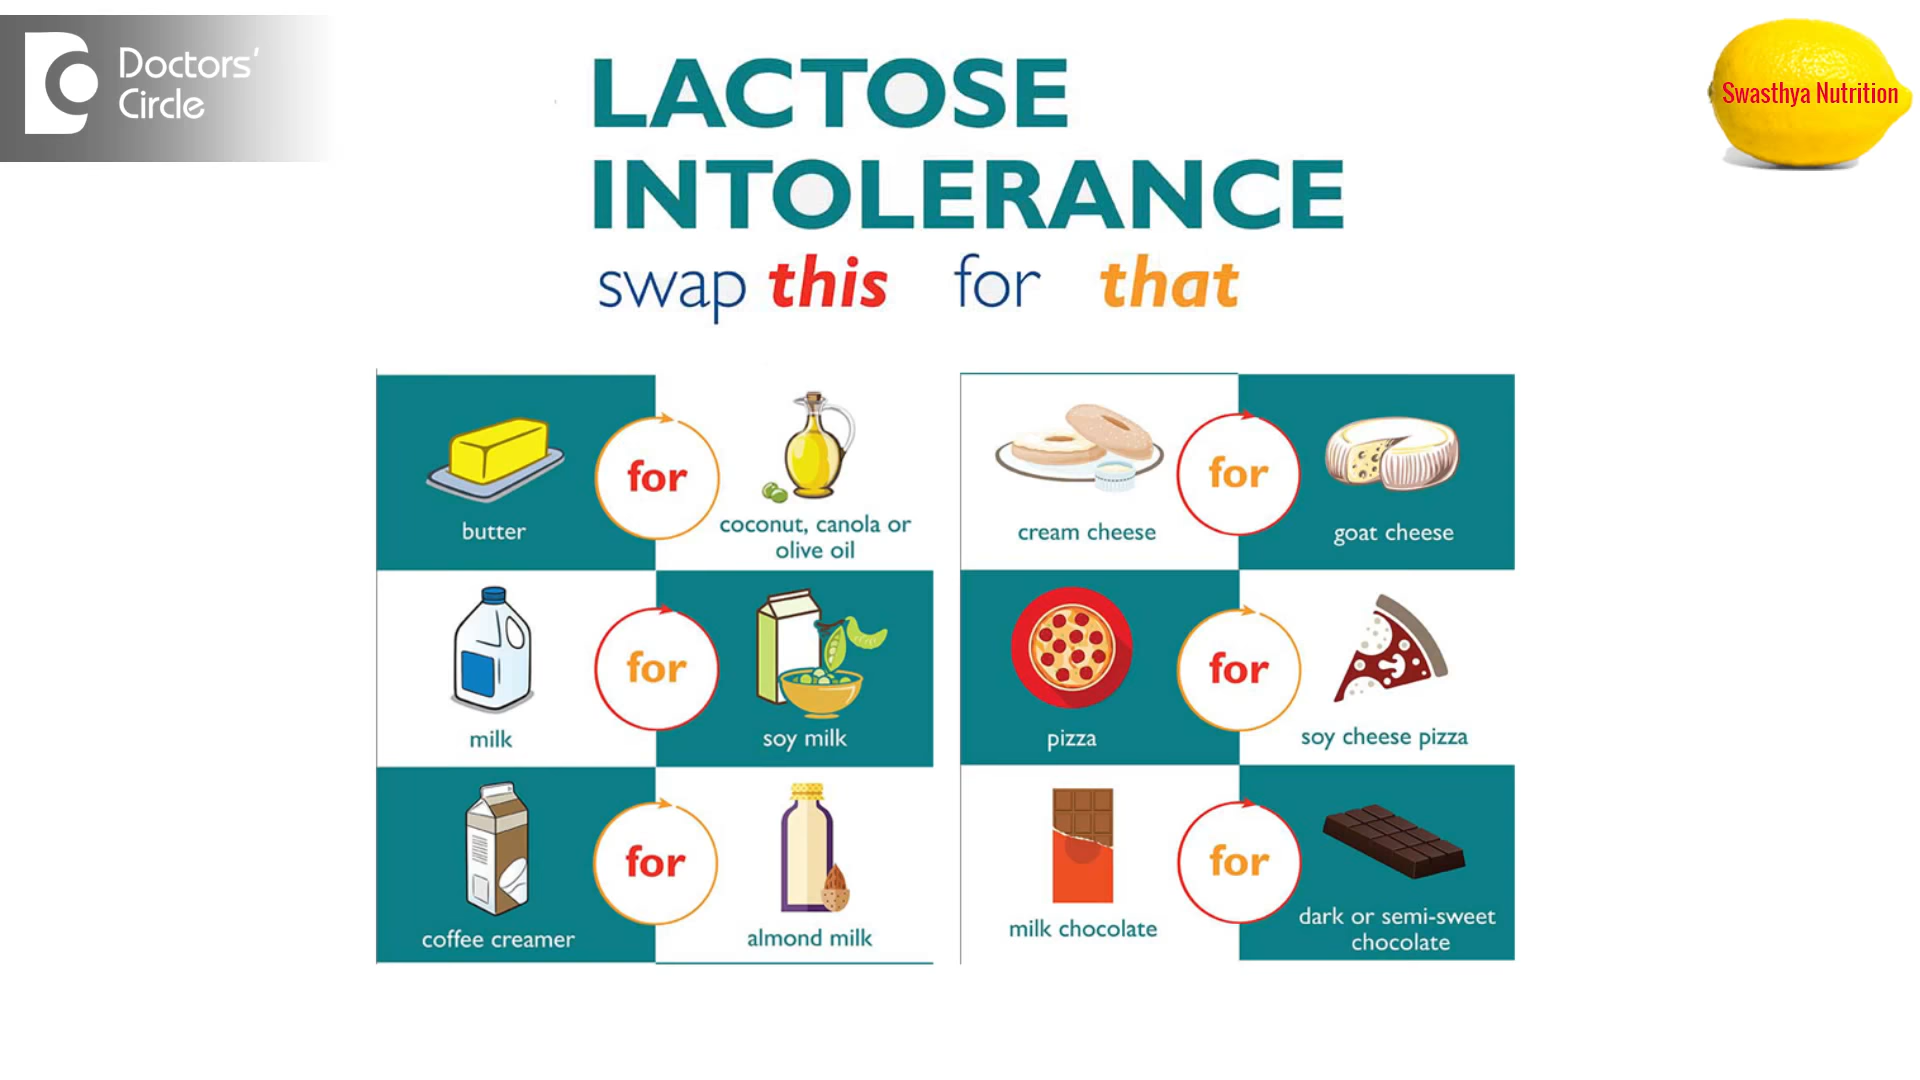 Doctors'
Circle
Swasthya Nutrition
LACTOSE
INTOLERANCE
swap this for that
butter
for
coconut, canola or
olive oil
milk
for
soy milk
coffee creamer
for
almond milk
cream cheese
for
goat cheese
pizza
for
soy cheese pizza
milk chocolate
for
dark or semi-sweet
chocolate